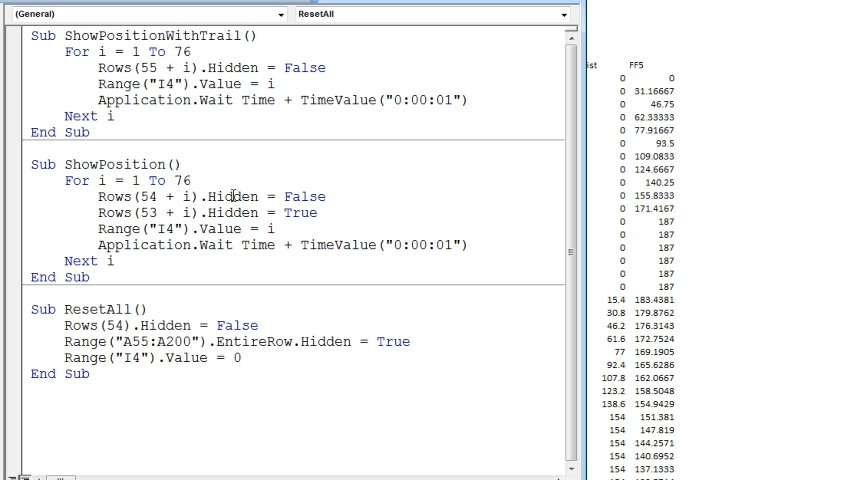 (General)
ResetAll
Sub ShowPositionWithTrail()
For i = 1 To 76
Rows(55 + i).Hidden = False
Range("I4").Value = i
Application.Wait Time + TimeValue("0:00:01")
Next i
End Sub
Sub ShowPosition()
For i = 1 To 76
Rows(54 + i).Hidden = False
Rows(53 + i).Hidden = True
Range("I4").Value = i
Application.Wait Time + TimeValue("0:00:01")
Next i
End Sub
Sub ResetAll()
Rows(54).Hidden = False
Range("A55:A200").EntireRow.Hidden = True
Range("I4").Value = 0
End Sub
ist FF5
0 0
0 31.16667
0 46.75
0 62.33333
0 77.91667
0 93.5
0 109.0833
0 124.6667
0 140.25
0 155.8333
0 171.4167
0 187
0 187
0 187
0 187
0 187
0 187
15.4 183.4381
30.8 179.8762
46.2 176.3143
61.6 172.7524
77 169.1905
92.4 165.6286
107.8 162.0667
123.2 158.5048
138.6 154.9429
154 151.381
154 147.819
154 144.2571
154 140.6952
154 137.1333